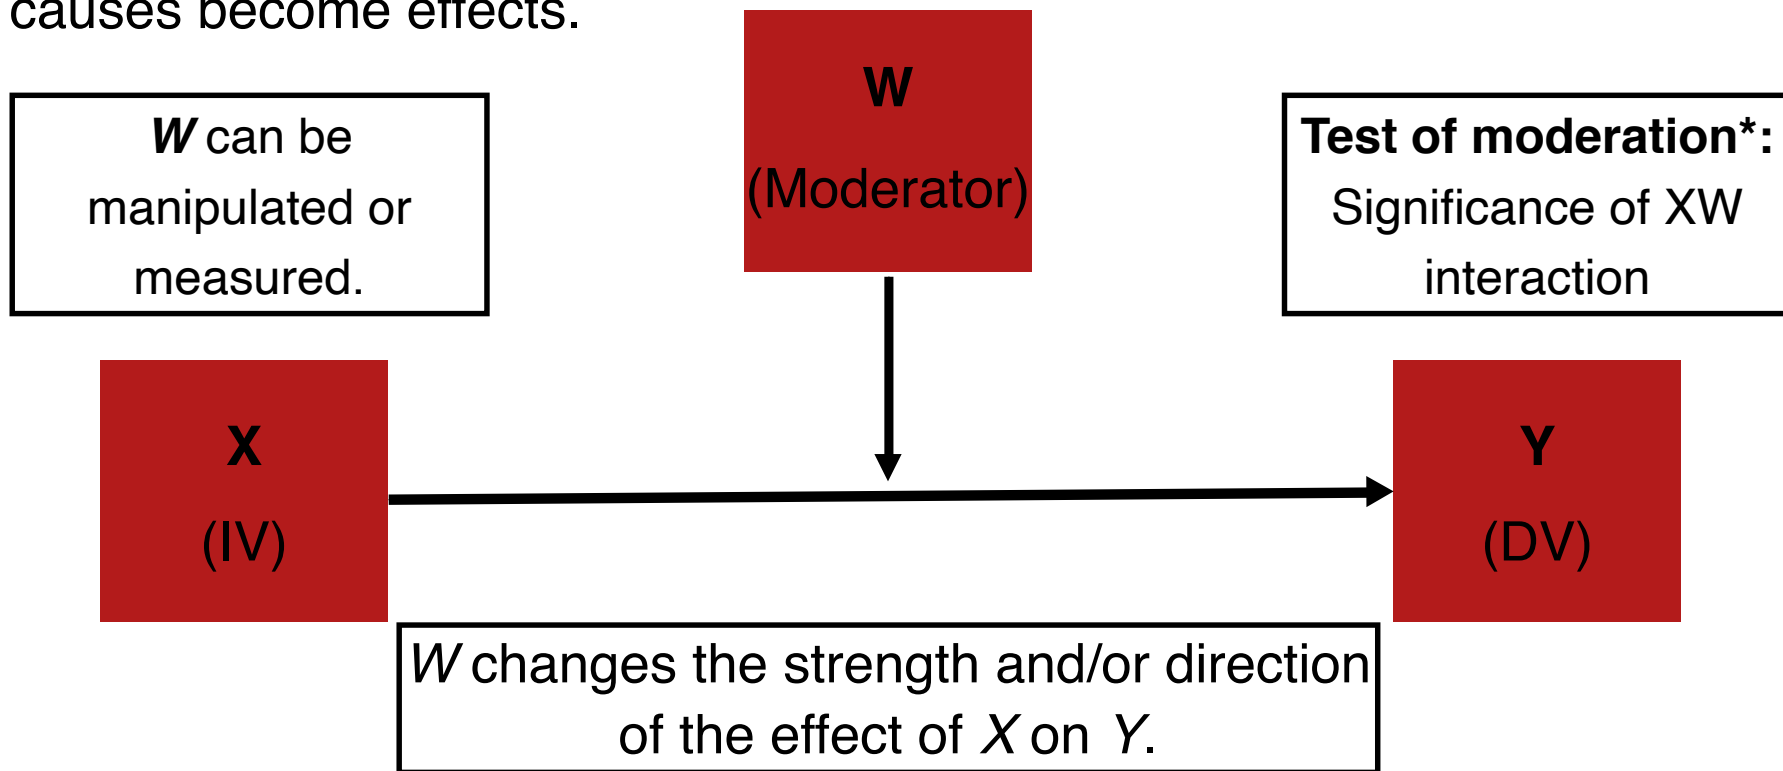 causes become effects.
W
(Moderator)
W can be
manipulated or
measured.
Test of moderation*:
Significance of XW
interaction
X
(IV)
Y
(DV)
W changes the strength and/or direction
of the effect of X on Y.